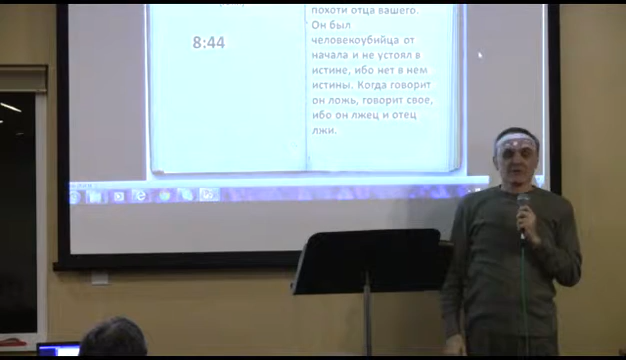 похоти отца вашего.
Он был
8:44
человекоубийца от
начала и не устоял в
истине, ибо нет в нем
истины. Когда говорит
он ложь, говорит свое,
ибо он лжец и отец
лжи.